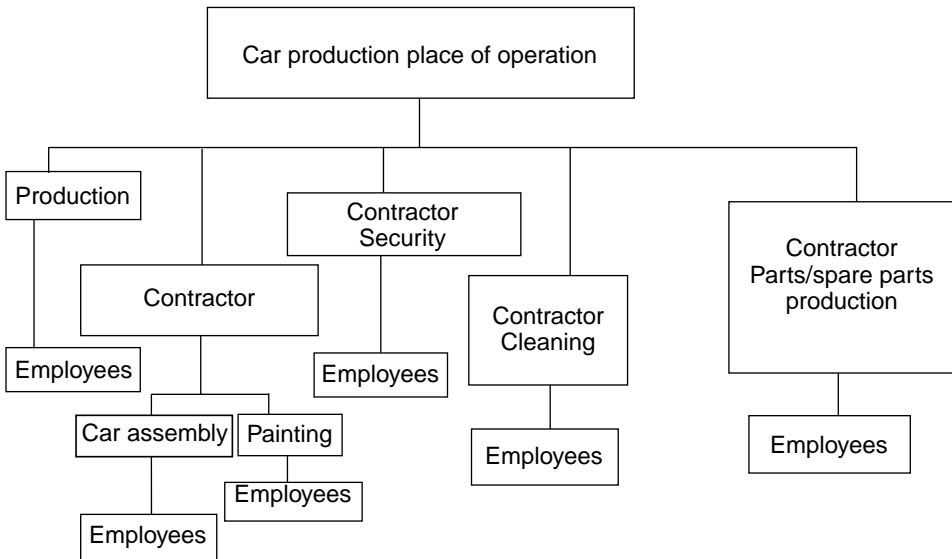 Car production place of operation
Production
Contractor
Security
Contractor
Parts/spare parts
production
Contractor
Contractor
Cleaning
Employees
Employees
Car assembly
Painting
Employees
Employees
Employees
Employees